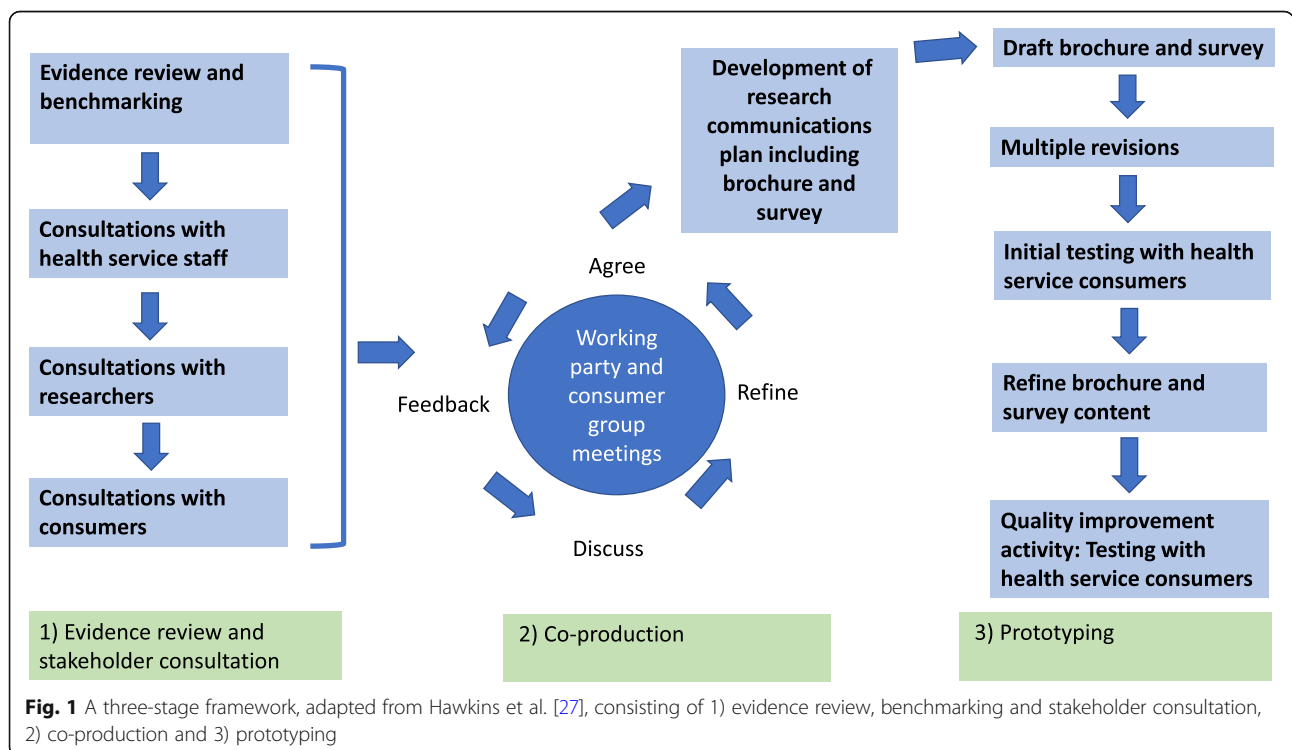 Evidence review and
benchmarking
Consultations with
health service staff
Consultations with
researchers
Consultations with
consumers
1) Evidence review and
stakeholder consultation
Development of
research
communications
plan including
brochure and
survey
Agree
Working
party and
consumer
group
meetings
Feedback
Refine
Discuss
2) Co-production
Draft brochure and survey
Multiple revisions
Initial testing with health
service consumers
Refine brochure and
survey content
Quality improvement
activity: Testing with
health service consumers
3) Prototyping
Fig. 1 A three-stage framework, adapted from Hawkins et al. [27], consisting of 1) evidence review, benchmarking and stakeholder consultation,
2) co-production and 3) prototyping